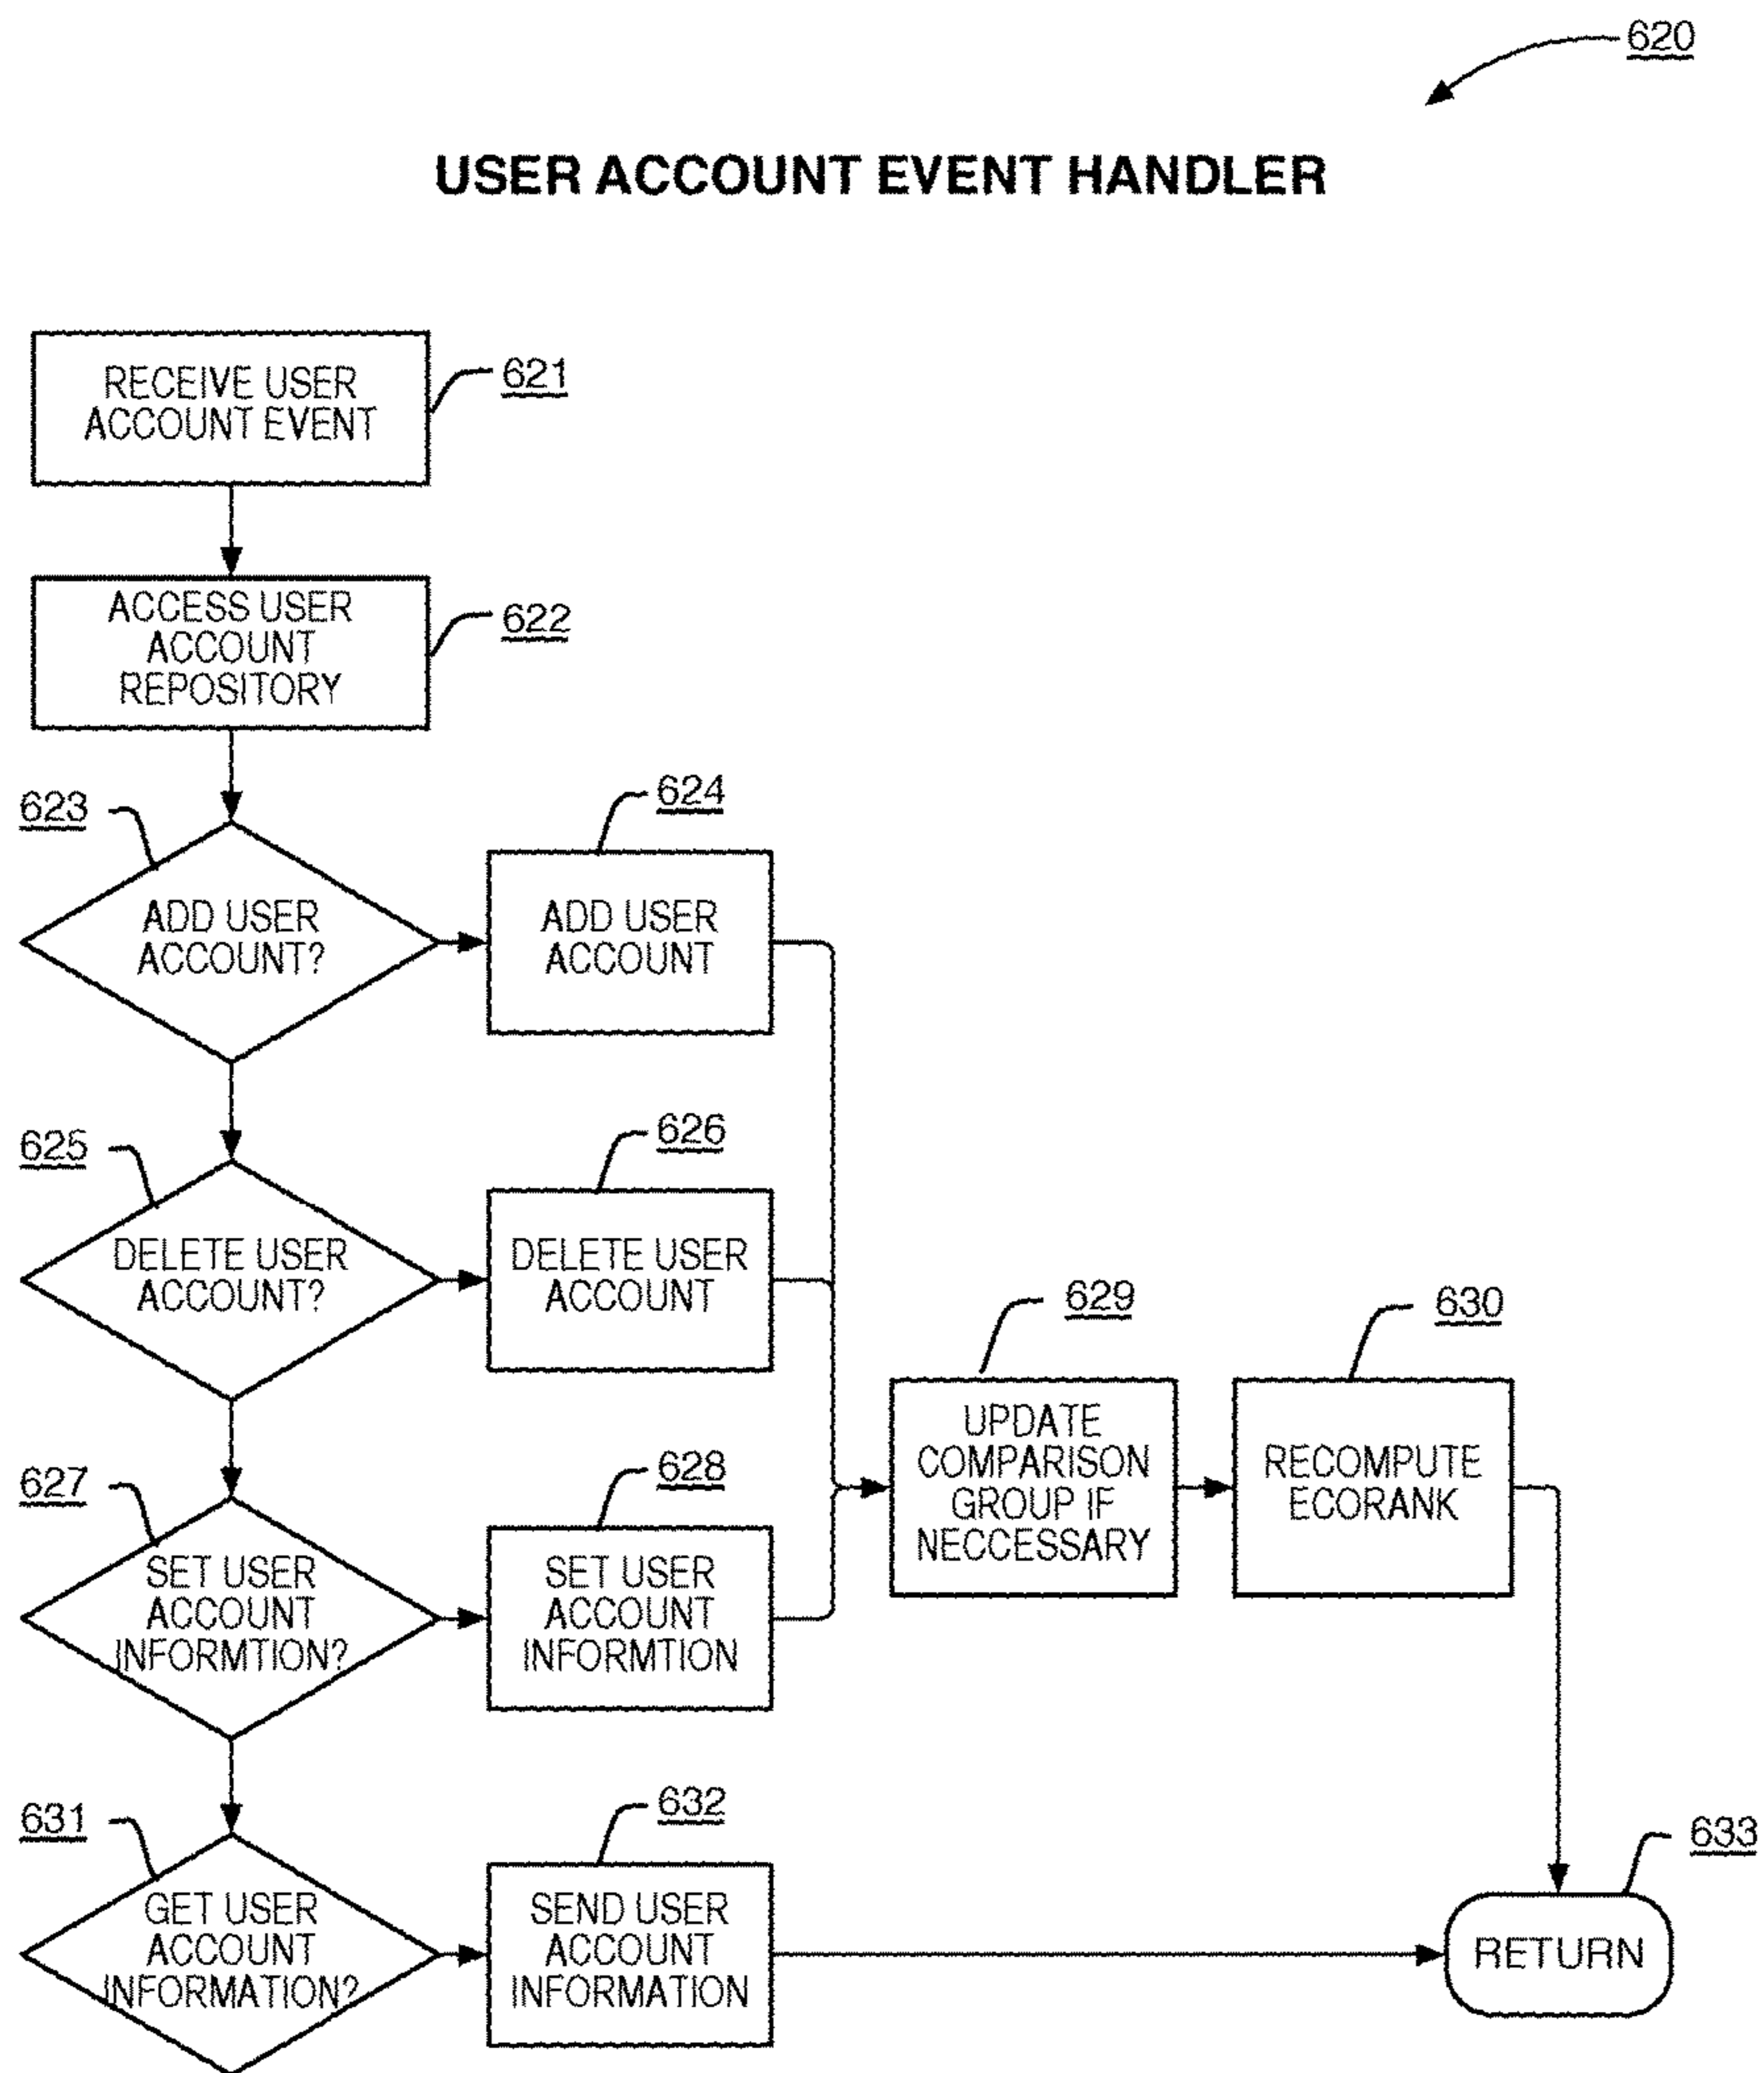 620
USER ACCOUNT EVENT HANDLER
RECEIVE USER
ACCOUNT EVENT
621
ACCESS USER
ACCOUNT
REPOSITORY
622
623
ADD USER
ACCOUNT?
624
ADD USER
ACCOUNT
625
DELETE USER
ACCOUNT?
626
DELETE USER
ACCOUNT
627
SET USER
ACCOUNT
INFORMTION?
628
SET USER
ACCOUNT
INFORMTION
629
UPDATE
COMPARISON
GROUP IF
NECCESSARY
630
RECOMPUTE
ECORANK
631
GET USER
ACCOUNT
INFORMATION?
632
SEND USER
ACCOUNT
INFORMATION
633
RETURN